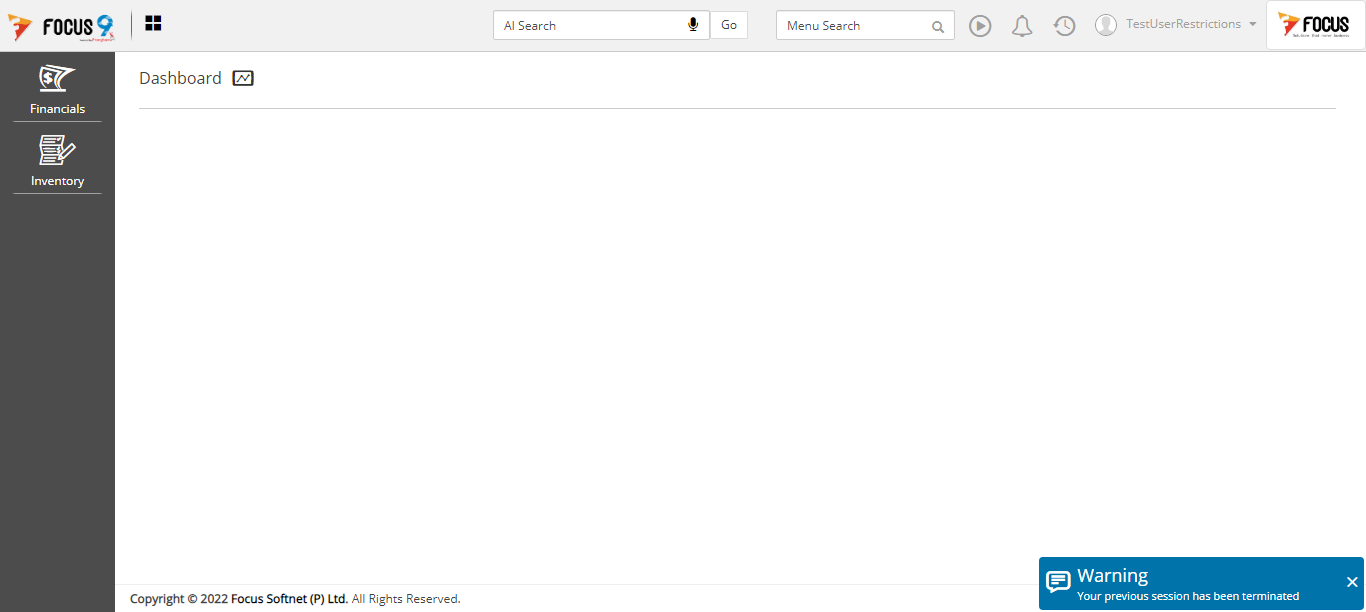 FOCUS 9
AI Search
Go
Menu Search
TestUserRestrictions
FOCUS
Financials
Inventory
Dashboard
Copyright © 2022 Focus Softnet (P) Ltd. All Rights Reserved.
Warning
Your previous session has been terminated